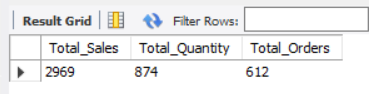 Result Grid Filter Rows:
Total_Sales Total_Quantity Total_Orders
2969 874 612